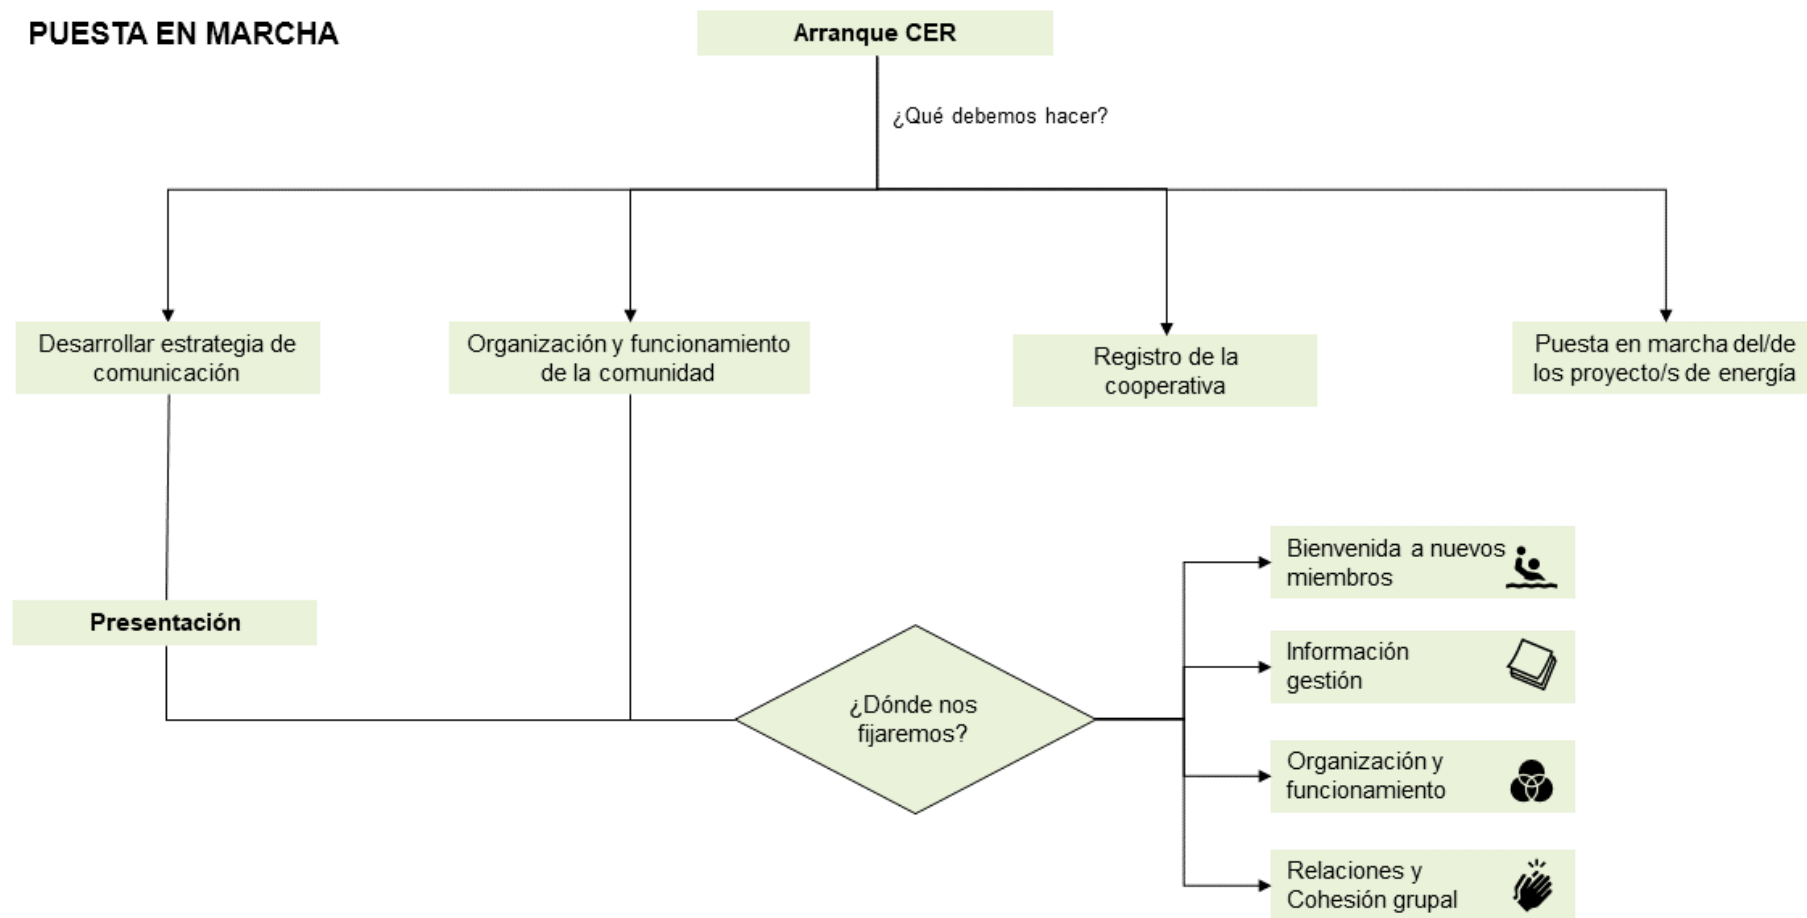 PUESTA EN MARCHA
Arranque CER
¿Qué debemos hacer?
Desarrollar estrategia de
comunicación
Organización y funcionamiento
de la comunidad
Registro de la
cooperativa
Puesta en marcha del/de
los proyecto/s de energía
Presentación
¿Dónde nos
fijaremos?
Bienvenida a nuevos
miembros
Información
gestión
Organización y
funcionamiento
Relaciones y
Cohesión grupal